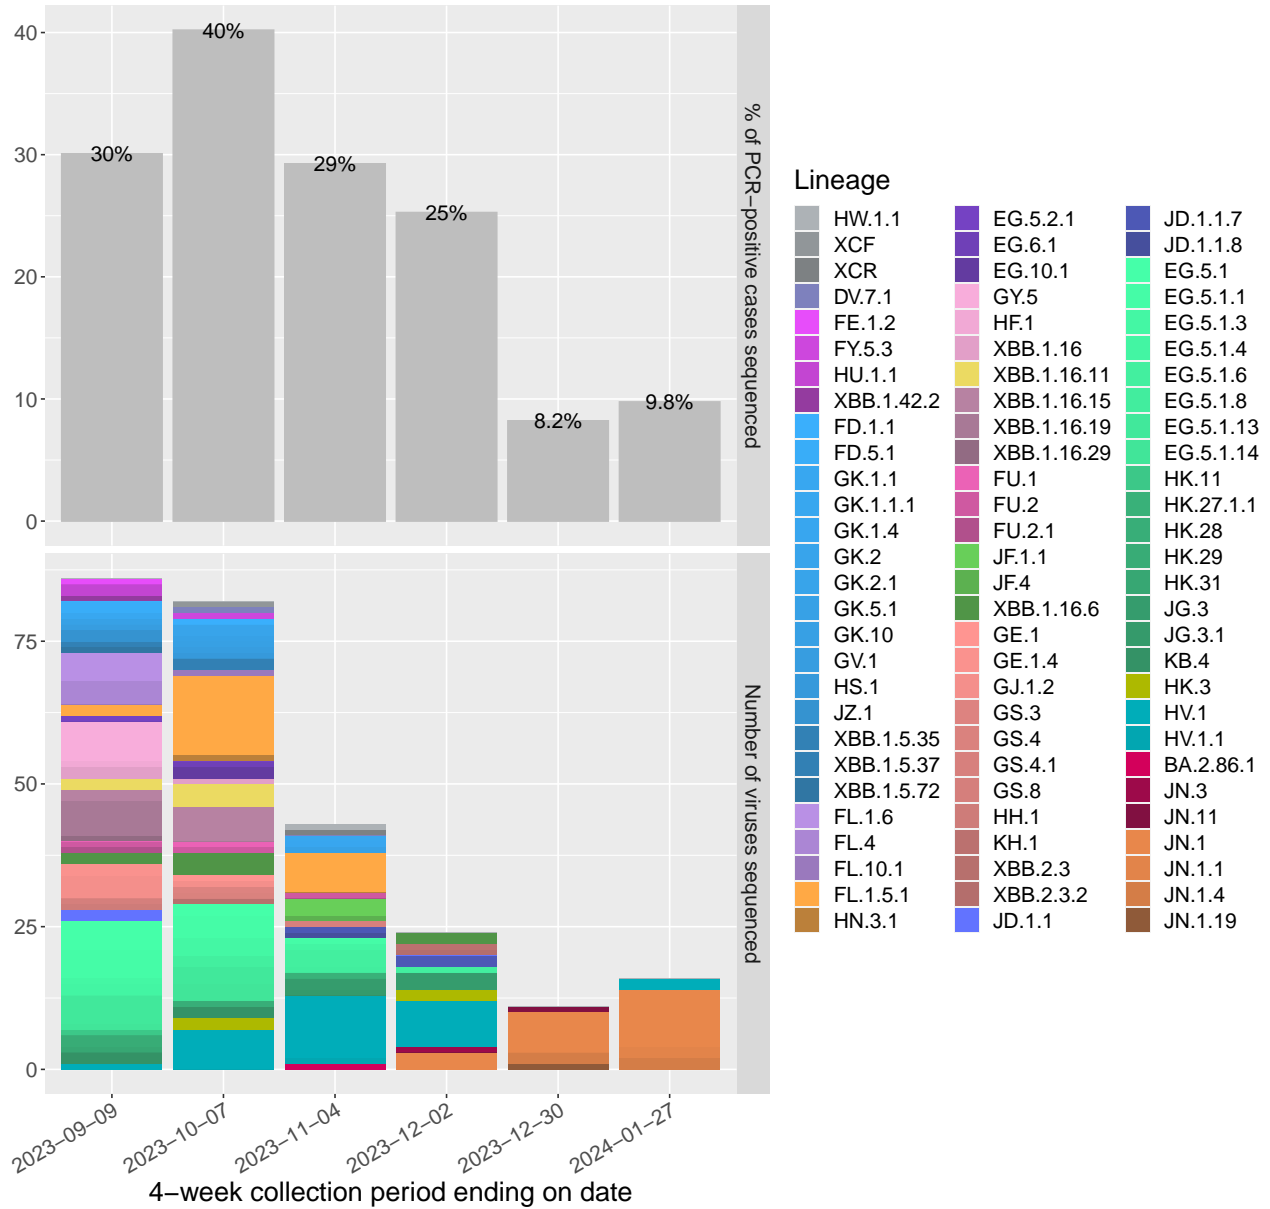 40
30
20
10
0
30%
40%
29%
25%
8.2%
9.8%
% of PCR−positive cases sequenced
75
50
25
0
Number of viruses sequenced
2023−09−09
2023−10−07
2023−11−04
2023−12−02
2023−12−30
2024−01−27
4−week collection period ending on date
Lineage
HW.1.1
XCF
XCR
DV.7.1
FE.1.2
FY.5.3
HU.1.1
XBB.1.42.2
FD.1.1
FD.5.1
GK.1.1
GK.1.1.1
GK.1.4
GK.2
GK.2.1
GK.5.1
GK.10
GV.1
HS.1
JZ.1
XBB.1.5.35
XBB.1.5.37
XBB.1.5.72
FL.1.6
FL.4
FL.10.1
FL.1.5.1
HN.3.1
EG.5.2.1
EG.6.1
EG.10.1
GY.5
HF.1
XBB.1.16
XBB.1.16.11
XBB.1.16.15
XBB.1.16.19
XBB.1.16.29
FU.1
FU.2
FU.2.1
JF.1.1
JF.4
XBB.1.16.6
GE.1
GE.1.4
GJ.1.2
GS.3
GS.4
GS.4.1
GS.8
HH.1
KH.1
XBB.2.3
XBB.2.3.2
JD.1.1
JD.1.1.7
JD.1.1.8
EG.5.1
EG.5.1.1
EG.5.1.3
EG.5.1.4
EG.5.1.6
EG.5.1.8
EG.5.1.13
EG.5.1.14
HK.11
HK.27.1.1
HK.28
HK.29
HK.31
JG.3
JG.3.1
KB.4
HK.3
HV.1
HV.1.1
BA.2.86.1
JN.3
JN.11
JN.1
JN.1.1
JN.1.4
JN.1.19